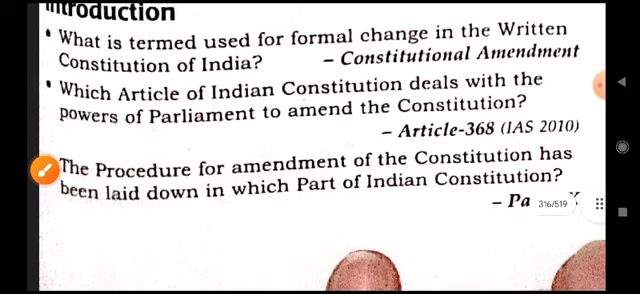 Introduction
• What is termed used for formal change in the Written
Constitution of India? – Constitutional Amendment
• Which Article of Indian Constitution deals with the
powers of Parliament to amend the Constitution?
– Article-368 (IAS 2010)
The Procedure for amendment of the Constitution has
been laid down in which Part of Indian Constitution?
– Pa
316/519